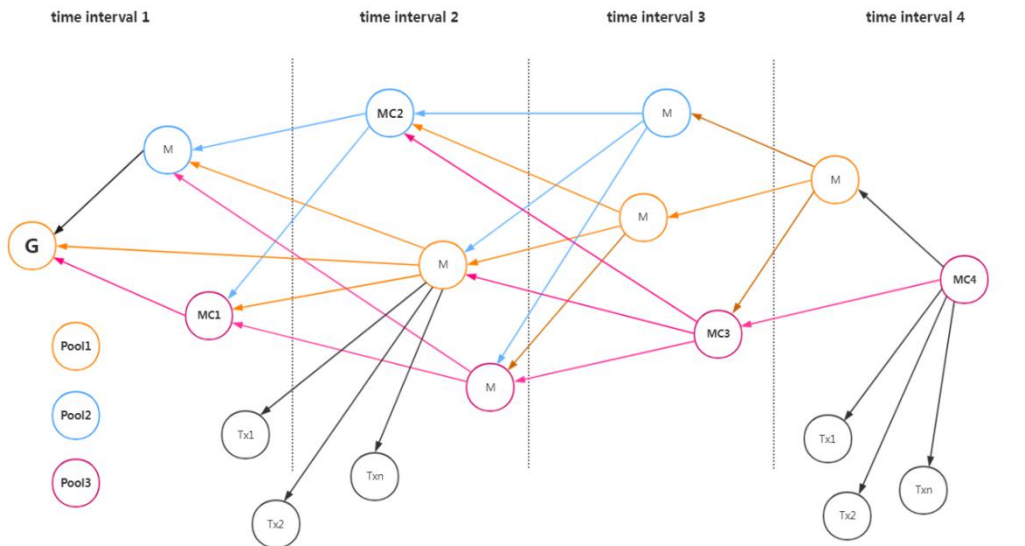 time interval 1
time interval 2
time interval 3
time interval 4
MC2
M
M
M
M
G
M
MC4
MC1
MC3
Pool1
M
Pool2
Tx1
Tx1
Pool3
Txn
Txn
Tx2
Tx2